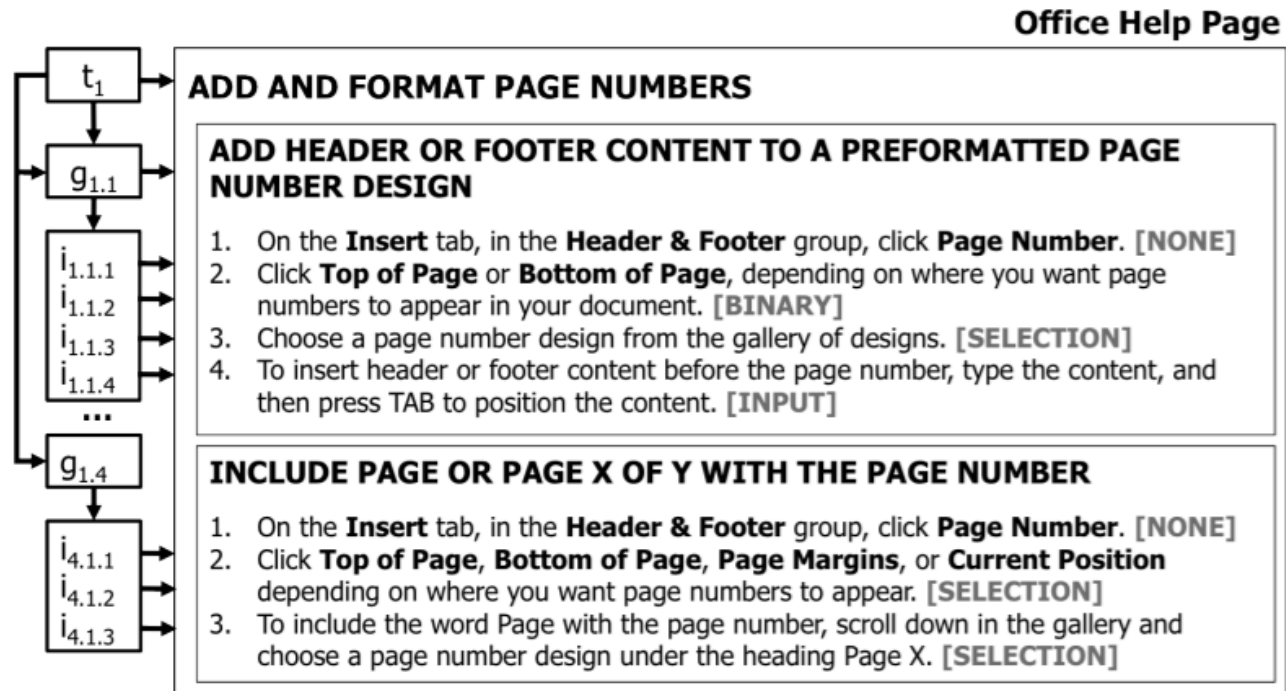 Office Help Page
t1
ADD AND FORMAT PAGE NUMBERS
g1.1
ADD HEADER OR FOOTER CONTENT TO A PREFORMATTED PAGE
NUMBER DESIGN
i1.1.1
i1.1.2
i1.1.3
i1.1.4
1. On the Insert tab, in the Header & Footer group, click Page Number. [NONE]
2. Click Top of Page or Bottom of Page, depending on where you want page
numbers to appear in your document. [BINARY]
3. Choose a page number design from the gallery of designs. [SELECTION]
4. To insert header or footer content before the page number, type the content, and
then press TAB to position the content. [INPUT]
...
g1.4
INCLUDE PAGE OR PAGE X OF Y WITH THE PAGE NUMBER
i4.1.1
i4.1.2
i4.1.3
1. On the Insert tab, in the Header & Footer group, click Page Number. [NONE]
2. Click Top of Page, Bottom of Page, Page Margins, or Current Position
depending on where you want page numbers to appear. [SELECTION]
3. To include the word Page with the page number, scroll down in the gallery and
choose a page number design under the heading Page X. [SELECTION]